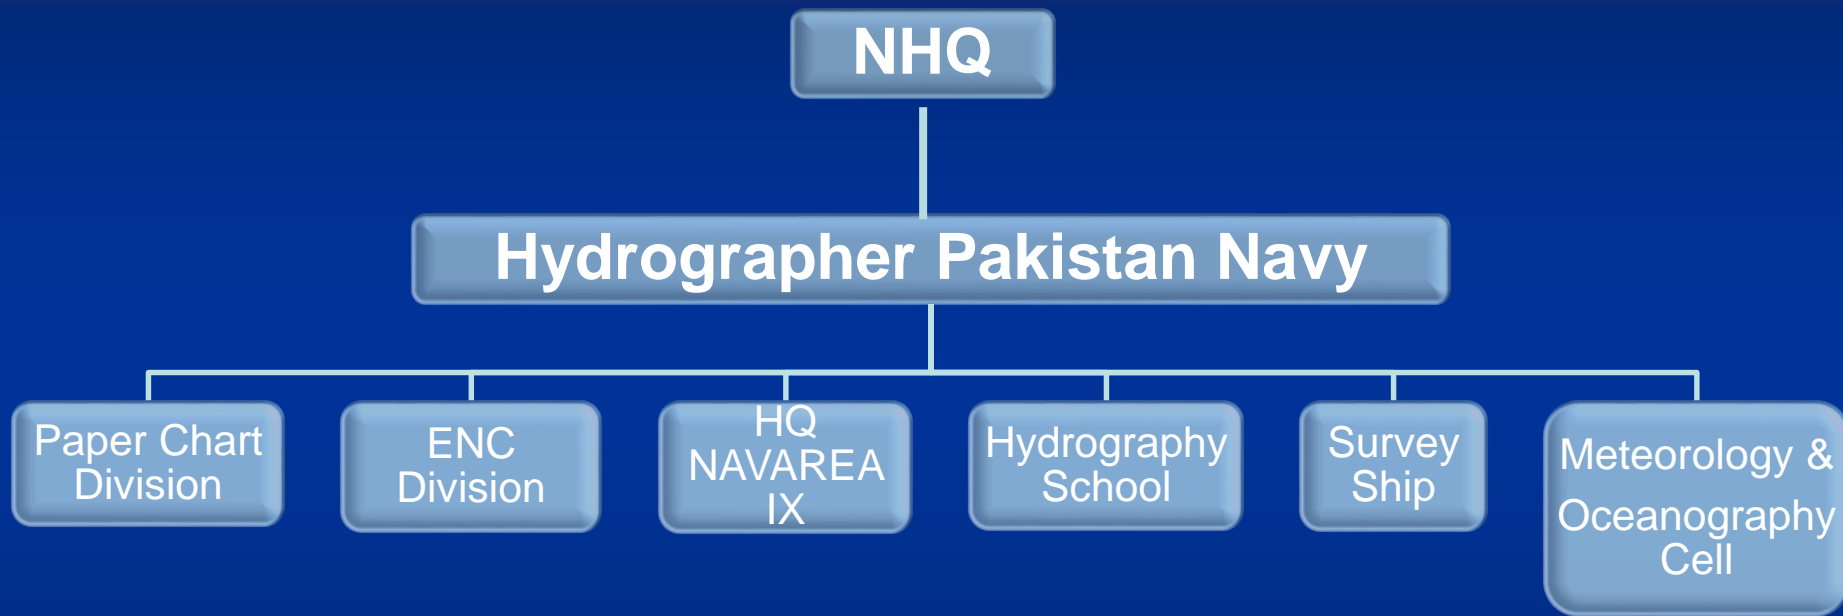 NHQ
Hydrographer Pakistan Navy
Paper Chart
Division
ENC
Division
HQ
NAVAREA
IX
Hydrography
School
Survey
Ship
Meteorology &
Oceanography
Cell